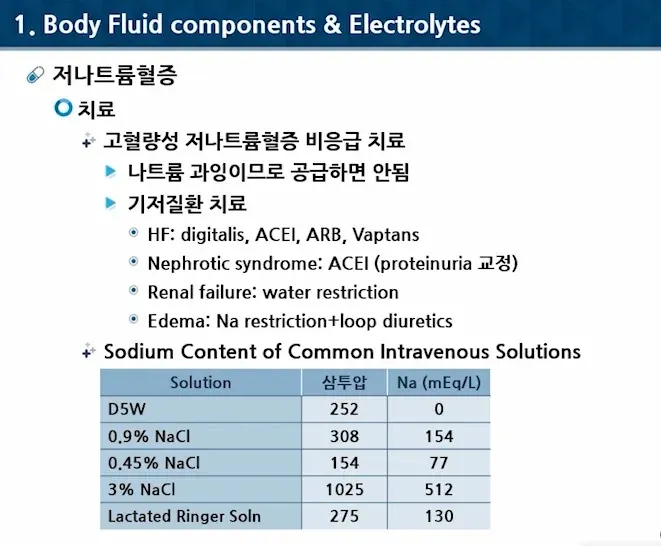 1. Body Fluid components & Electrolytes
저나트륨혈증
치료
고혈량성 저나트륨혈증 비응급 치료
나트륨 과잉이므로 공급하면 안됨
기저질환 치료
HF: digitalis, ACEI, ARB, Vaptans
Nephrotic syndrome: ACEI (proteinuria 교정)
Renal failure: water restriction
Edema: Na restriction+loop diuretics
Sodium Content of Common Intravenous Solutions
Solution 삼투압 Na (mEq/L)
D5W 252 0
0.9% NaCl 308 154
0.45% NaCl 154 77
3% NaCl 1025 512
Lactated Ringer Soln 275 130